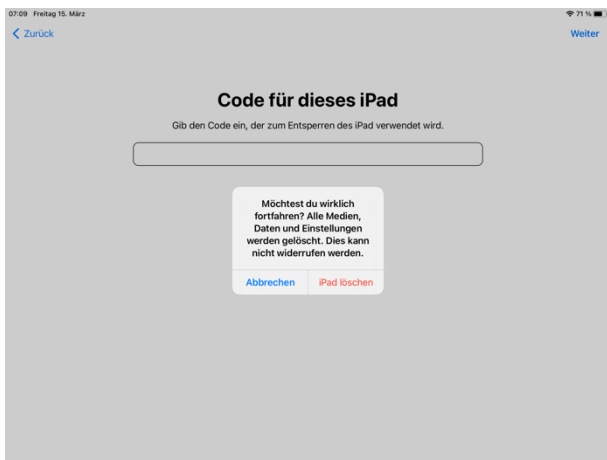 07:09 Freitag 15. März
71 %
Zurück
Weiter
Code für dieses iPad
Gib den Code ein, der zum Entsperren des iPad verwendet wird.
Möchtest du wirklich
fortfahren? Alle Medien,
Daten und Einstellungen
werden gelöscht. Dies kann
nicht widerrufen werden.
Abbrechen
iPad löschen